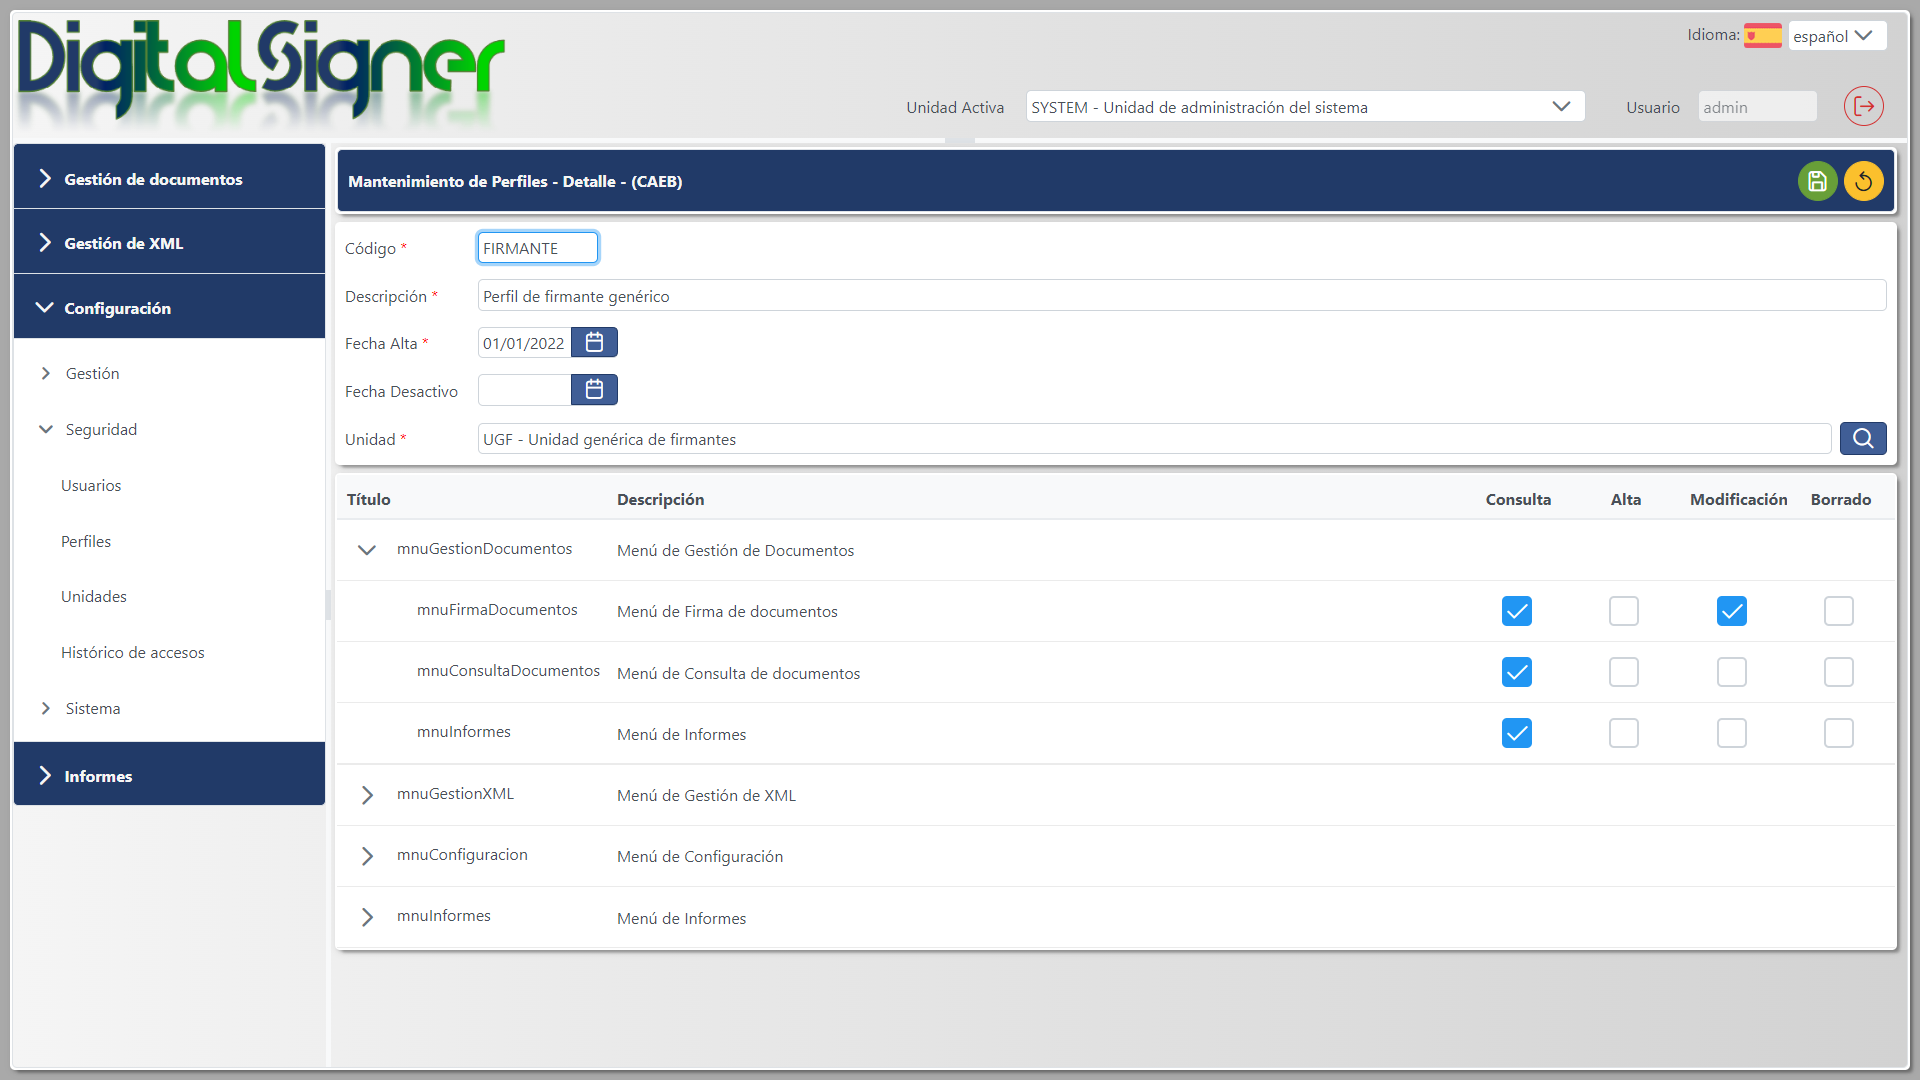 DigitalSigner
Idioma: español
Unidad Activa SYSTEM - Unidad de administración del sistema Usuario admin
Gestión de documentos
Gestión de XML
Configuración
Gestión
Seguridad
Usuarios
Perfiles
Unidades
Histórico de accesos
Sistema
Informes
Mantenimiento de Perfiles - Detalle - (CAEB)
Código * FIRMANTE
Descripción * Perfil de firmante genérico
Fecha Alta * 01/01/2022
Fecha Desactivo
Unidad * UGF - Unidad genérica de firmantes
Título Descripción Consulta Alta Modificación Borrado
mnuGestionDocumentos Menú de Gestión de Documentos
mnuFirmaDocumentos Menú de Firma de documentos
mnuConsultaDocumentos Menú de Consulta de documentos
mnuInformes Menú de Informes
mnuGestionXML Menú de Gestión de XML
mnuConfiguracion Menú de Configuración
mnuInformes Menú de Informes